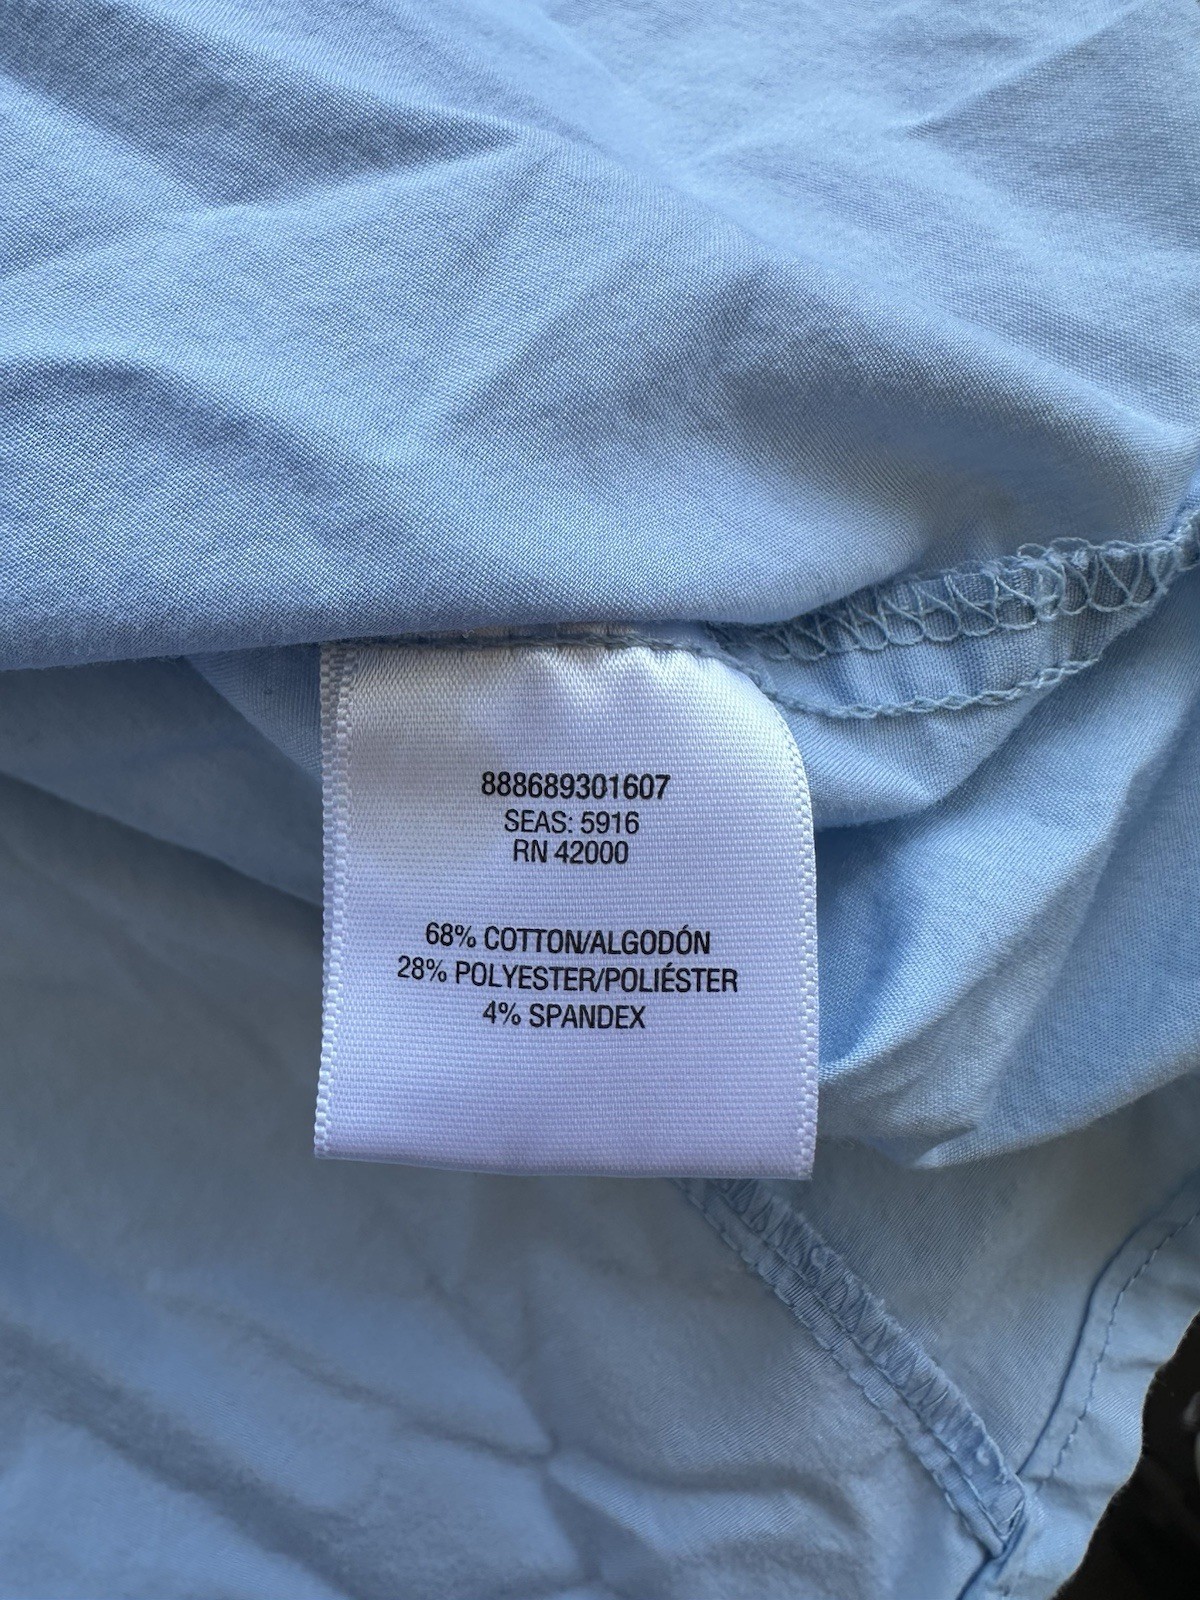 888689301607
SEAS: 5916
RN 42000
68% COTTON/ALGODÓN
28% POLYESTER/POLIÉSTER
4% SPANDEX